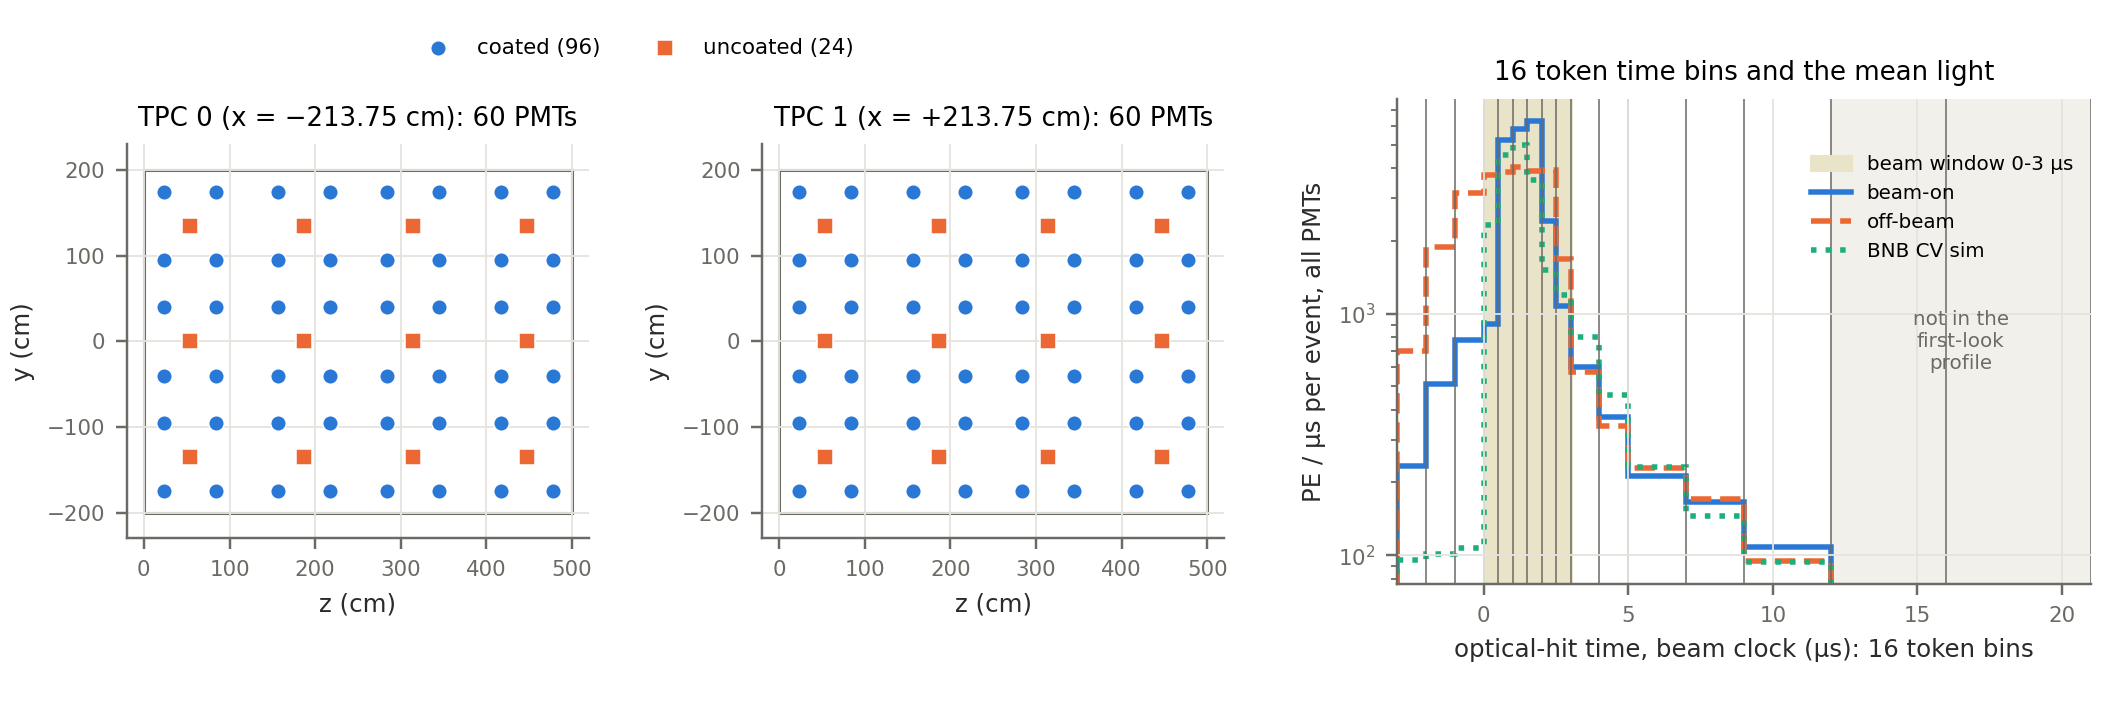 coated (96)
uncoated (24)
TPC 0 (x = −213.75 cm): 60 PMTs
200
100
0
−100
−200
y (cm)
0 100 200 300 400 500
z (cm)
TPC 1 (x = +213.75 cm): 60 PMTs
200
100
0
−100
−200
y (cm)
0 100 200 300 400 500
z (cm)
16 token time bins and the mean light
PE / µs per event, all PMTs
10³
10²
beam window 0-3 µs
beam-on
off-beam
BNB CV sim
not in the
first-look
profile
0 5 10 15 20
optical-hit time, beam clock (µs): 16 token bins